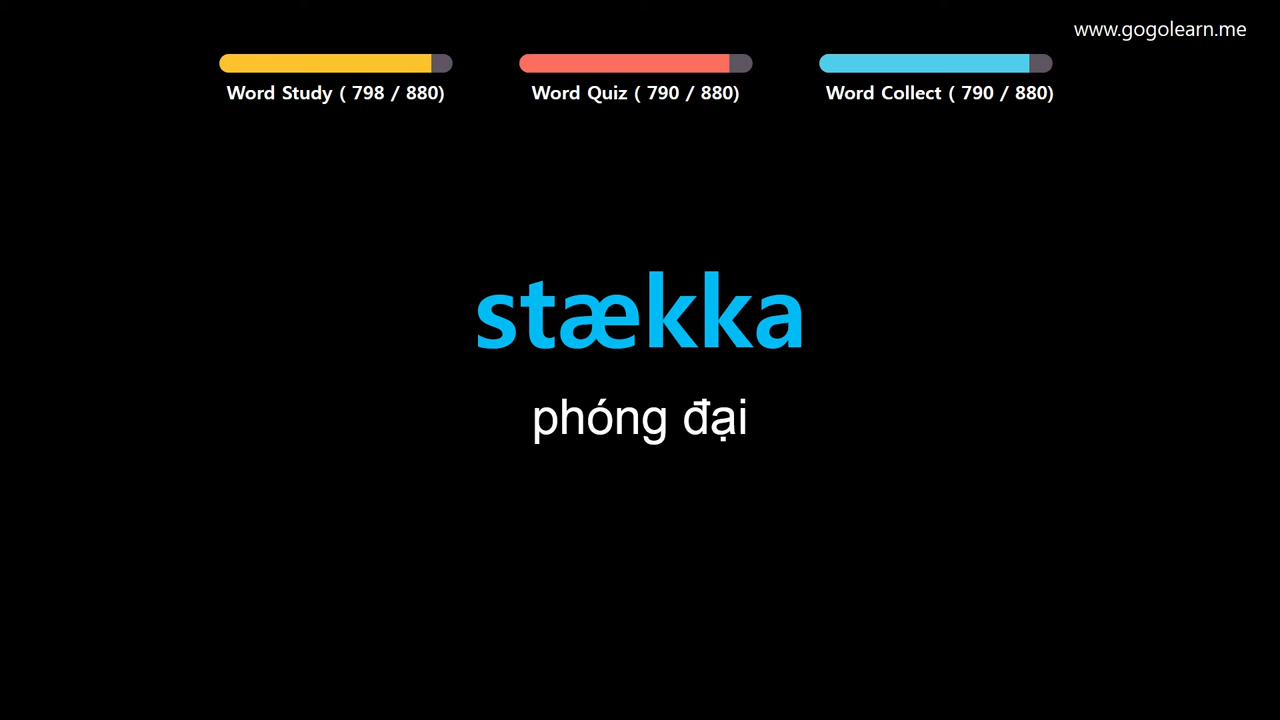 www.gogolearn.me
Word Study ( 798 / 880)
Word Quiz ( 790 / 880)
Word Collect ( 790 / 880)
stækka
phóng đại